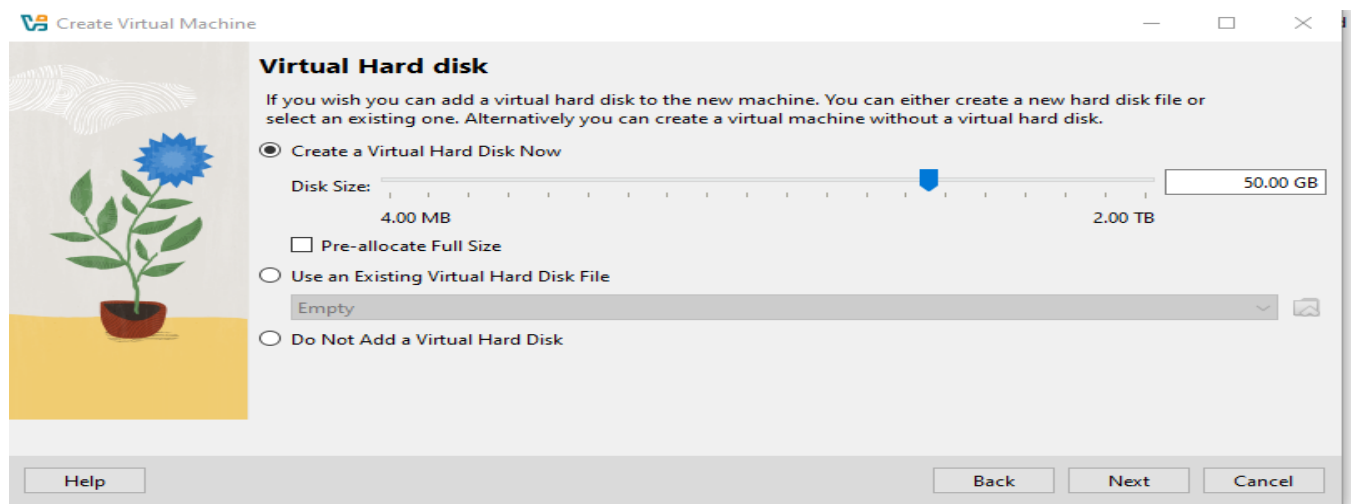 Create Virtual Machine
Virtual Hard disk
If you wish you can add a virtual hard disk to the new machine. You can either create a new hard disk file or
select an existing one. Alternatively you can create a virtual machine without a virtual hard disk.
Create a Virtual Hard Disk Now
Disk Size: 50.00 GB
4.00 MB 2.00 TB
Pre-allocate Full Size
Use an Existing Virtual Hard Disk File
Empty
Do Not Add a Virtual Hard Disk
Help Back Next Cancel